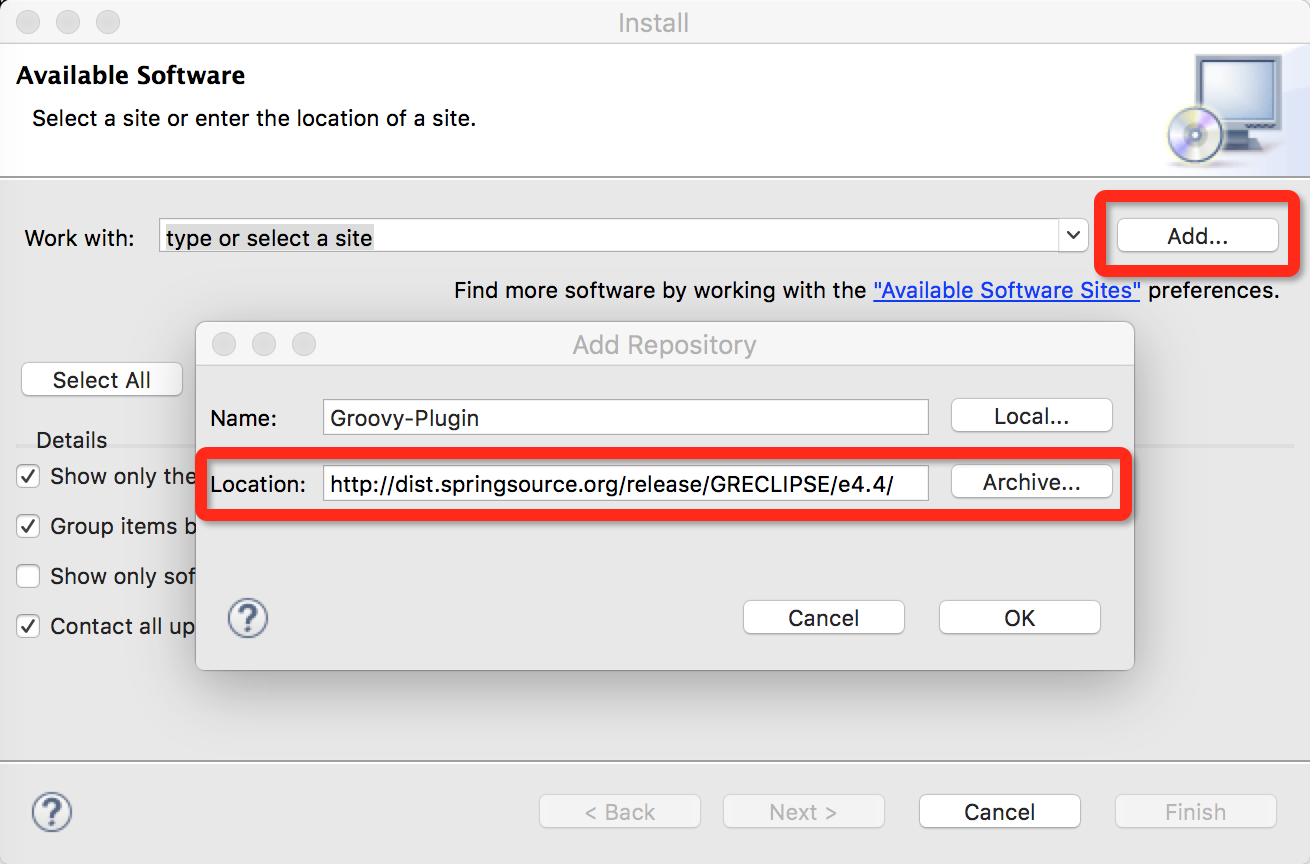 Install
Available Software
Select a site or enter the location of a site.
Work with: type or select a site Add...
Find more software by working with the "Available Software Sites" preferences.
Add Repository
Select All
Name: Groovy-Plugin Local...
Details
Show only the
Location: http://dist.springsource.org/release/GRECLIPSE/e4.4/ Archive...
Group items b
Show only sof
? Cancel OK
Contact all up
? < Back Next > Cancel Finish